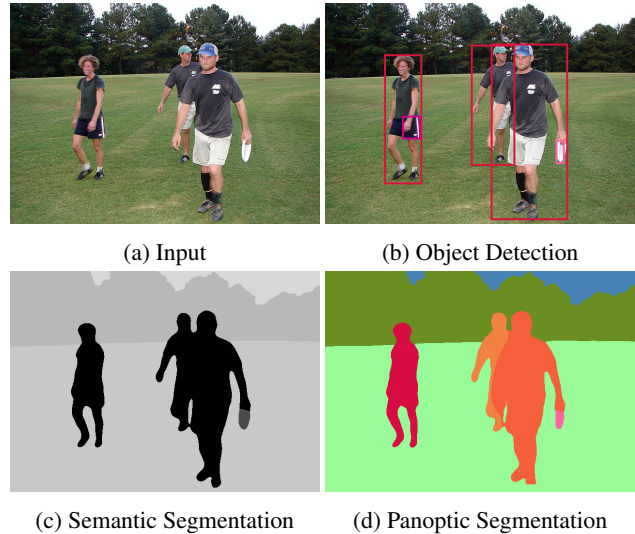 (a) Input
(b) Object Detection
(c) Semantic Segmentation
(d) Panoptic Segmentation